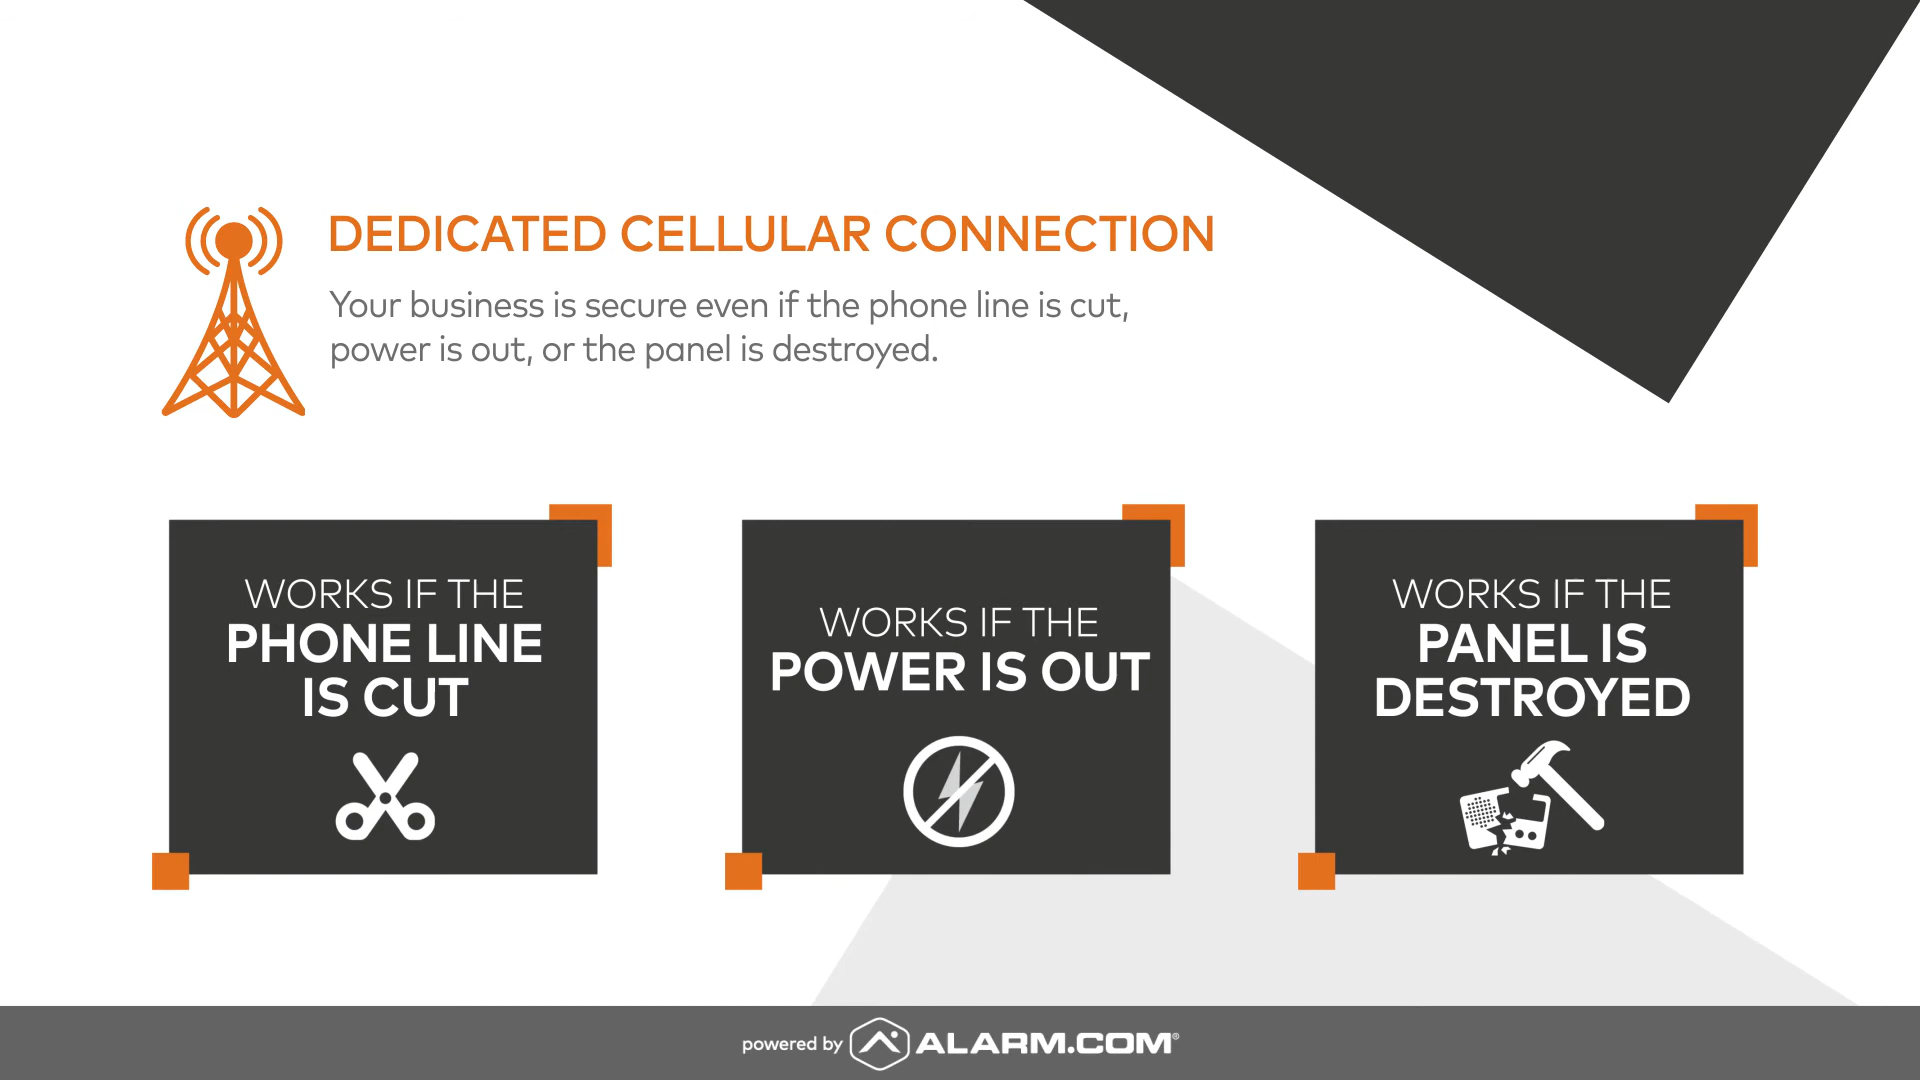 DEDICATED CELLULAR CONNECTION
Your business is secure even if the phone line is cut,
power is out, or the panel is destroyed.
WORKS IF THE
PHONE LINE
IS CUT
WORKS IF THE
POWER IS OUT
WORKS IF THE
PANEL IS
DESTROYED
powered by ALARM.COM®